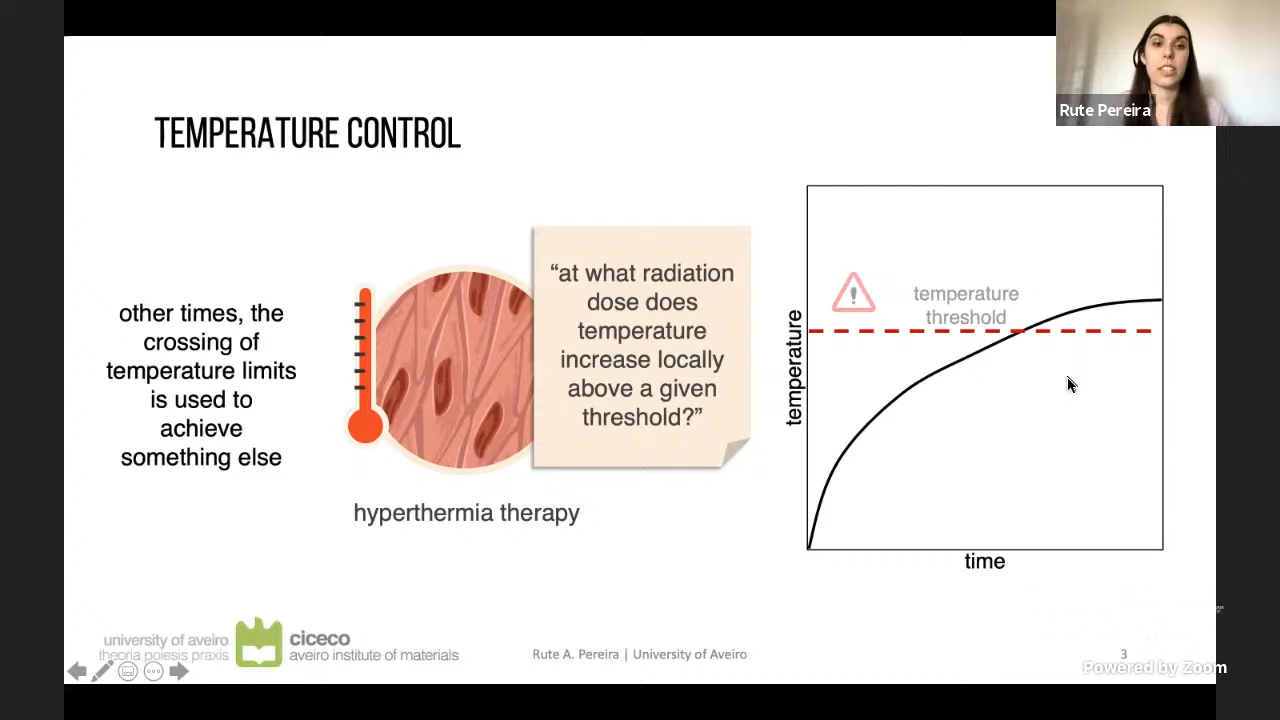 Rute Pereira
TEMPERATURE CONTROL
other times, the
crossing of
temperature limits
is used to
achieve
something else
“at what radiation
dose does
temperature
increase locally
above a given
threshold?”
hyperthermia therapy
temperature
threshold
temperature
time
university of aveiro
theoria poiesis praxis
ciceco
aveiro institute of materials
Rute A. Pereira | University of Aveiro
3
Powered by Zoom